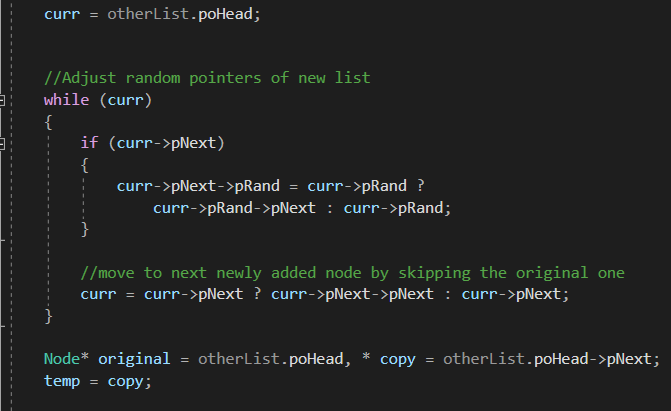 curr = otherList.poHead;
//Adjust random pointers of new list
while (curr)
{
if (curr->pNext)
{
curr->pNext->pRand = curr->pRand ?
curr->pRand->pNext : curr->pRand;
}
//move to next newly added node by skipping the original one
curr = curr->pNext ? curr->pNext->pNext : curr->pNext;
}
Node* original = otherList.poHead, * copy = otherList.poHead->pNext;
temp = copy;